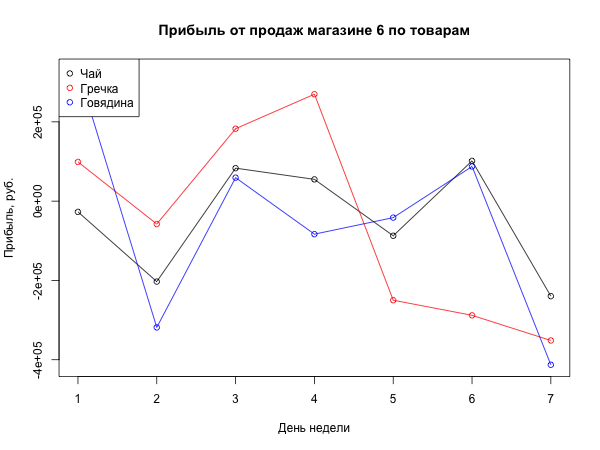 Прибыль от продаж магазине 6 по товарам
Чай
Гречка
Говядина
Прибыль, руб.
2e+05
0e+00
-2e+05
-4e+05
1 2 3 4 5 6 7
День недели